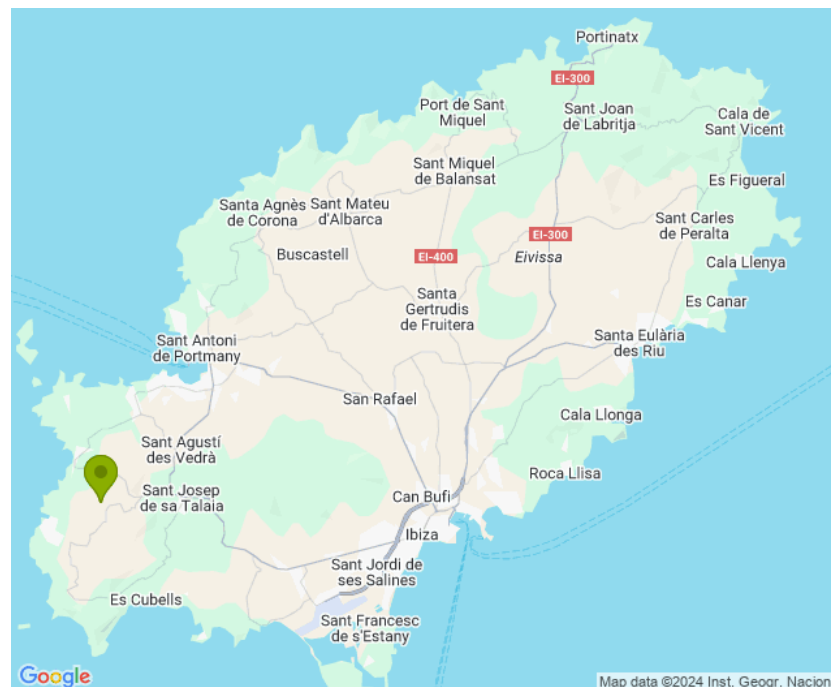 Portinatx
EI-300
Port de Sant
Miquel
Sant Joan
de Labritja
Cala de
Sant Vicent
Sant Miquel
de Balansat
Es Figueral
Santa Agnès
de Corona
Sant Mateu
d'Albarca
Sant Carles
de Peralta
EI-300
Buscastell
EI-400
Eivissa
Cala Llenya
Santa
Gertrudis
de Fruitera
Es Canar
Sant Antoni
de Portmany
Santa Eulària
des Riu
San Rafael
Cala Llonga
Sant Agustí
des Vedrà
Roca Llisa
Sant Josep
de sa Talaia
Can Bufi
Ibiza
Sant Jordi de
ses Salines
Es Cubells
Sant Francesc
de s'Estany
Google
Map data ©2024 Inst. Geogr. Nacion